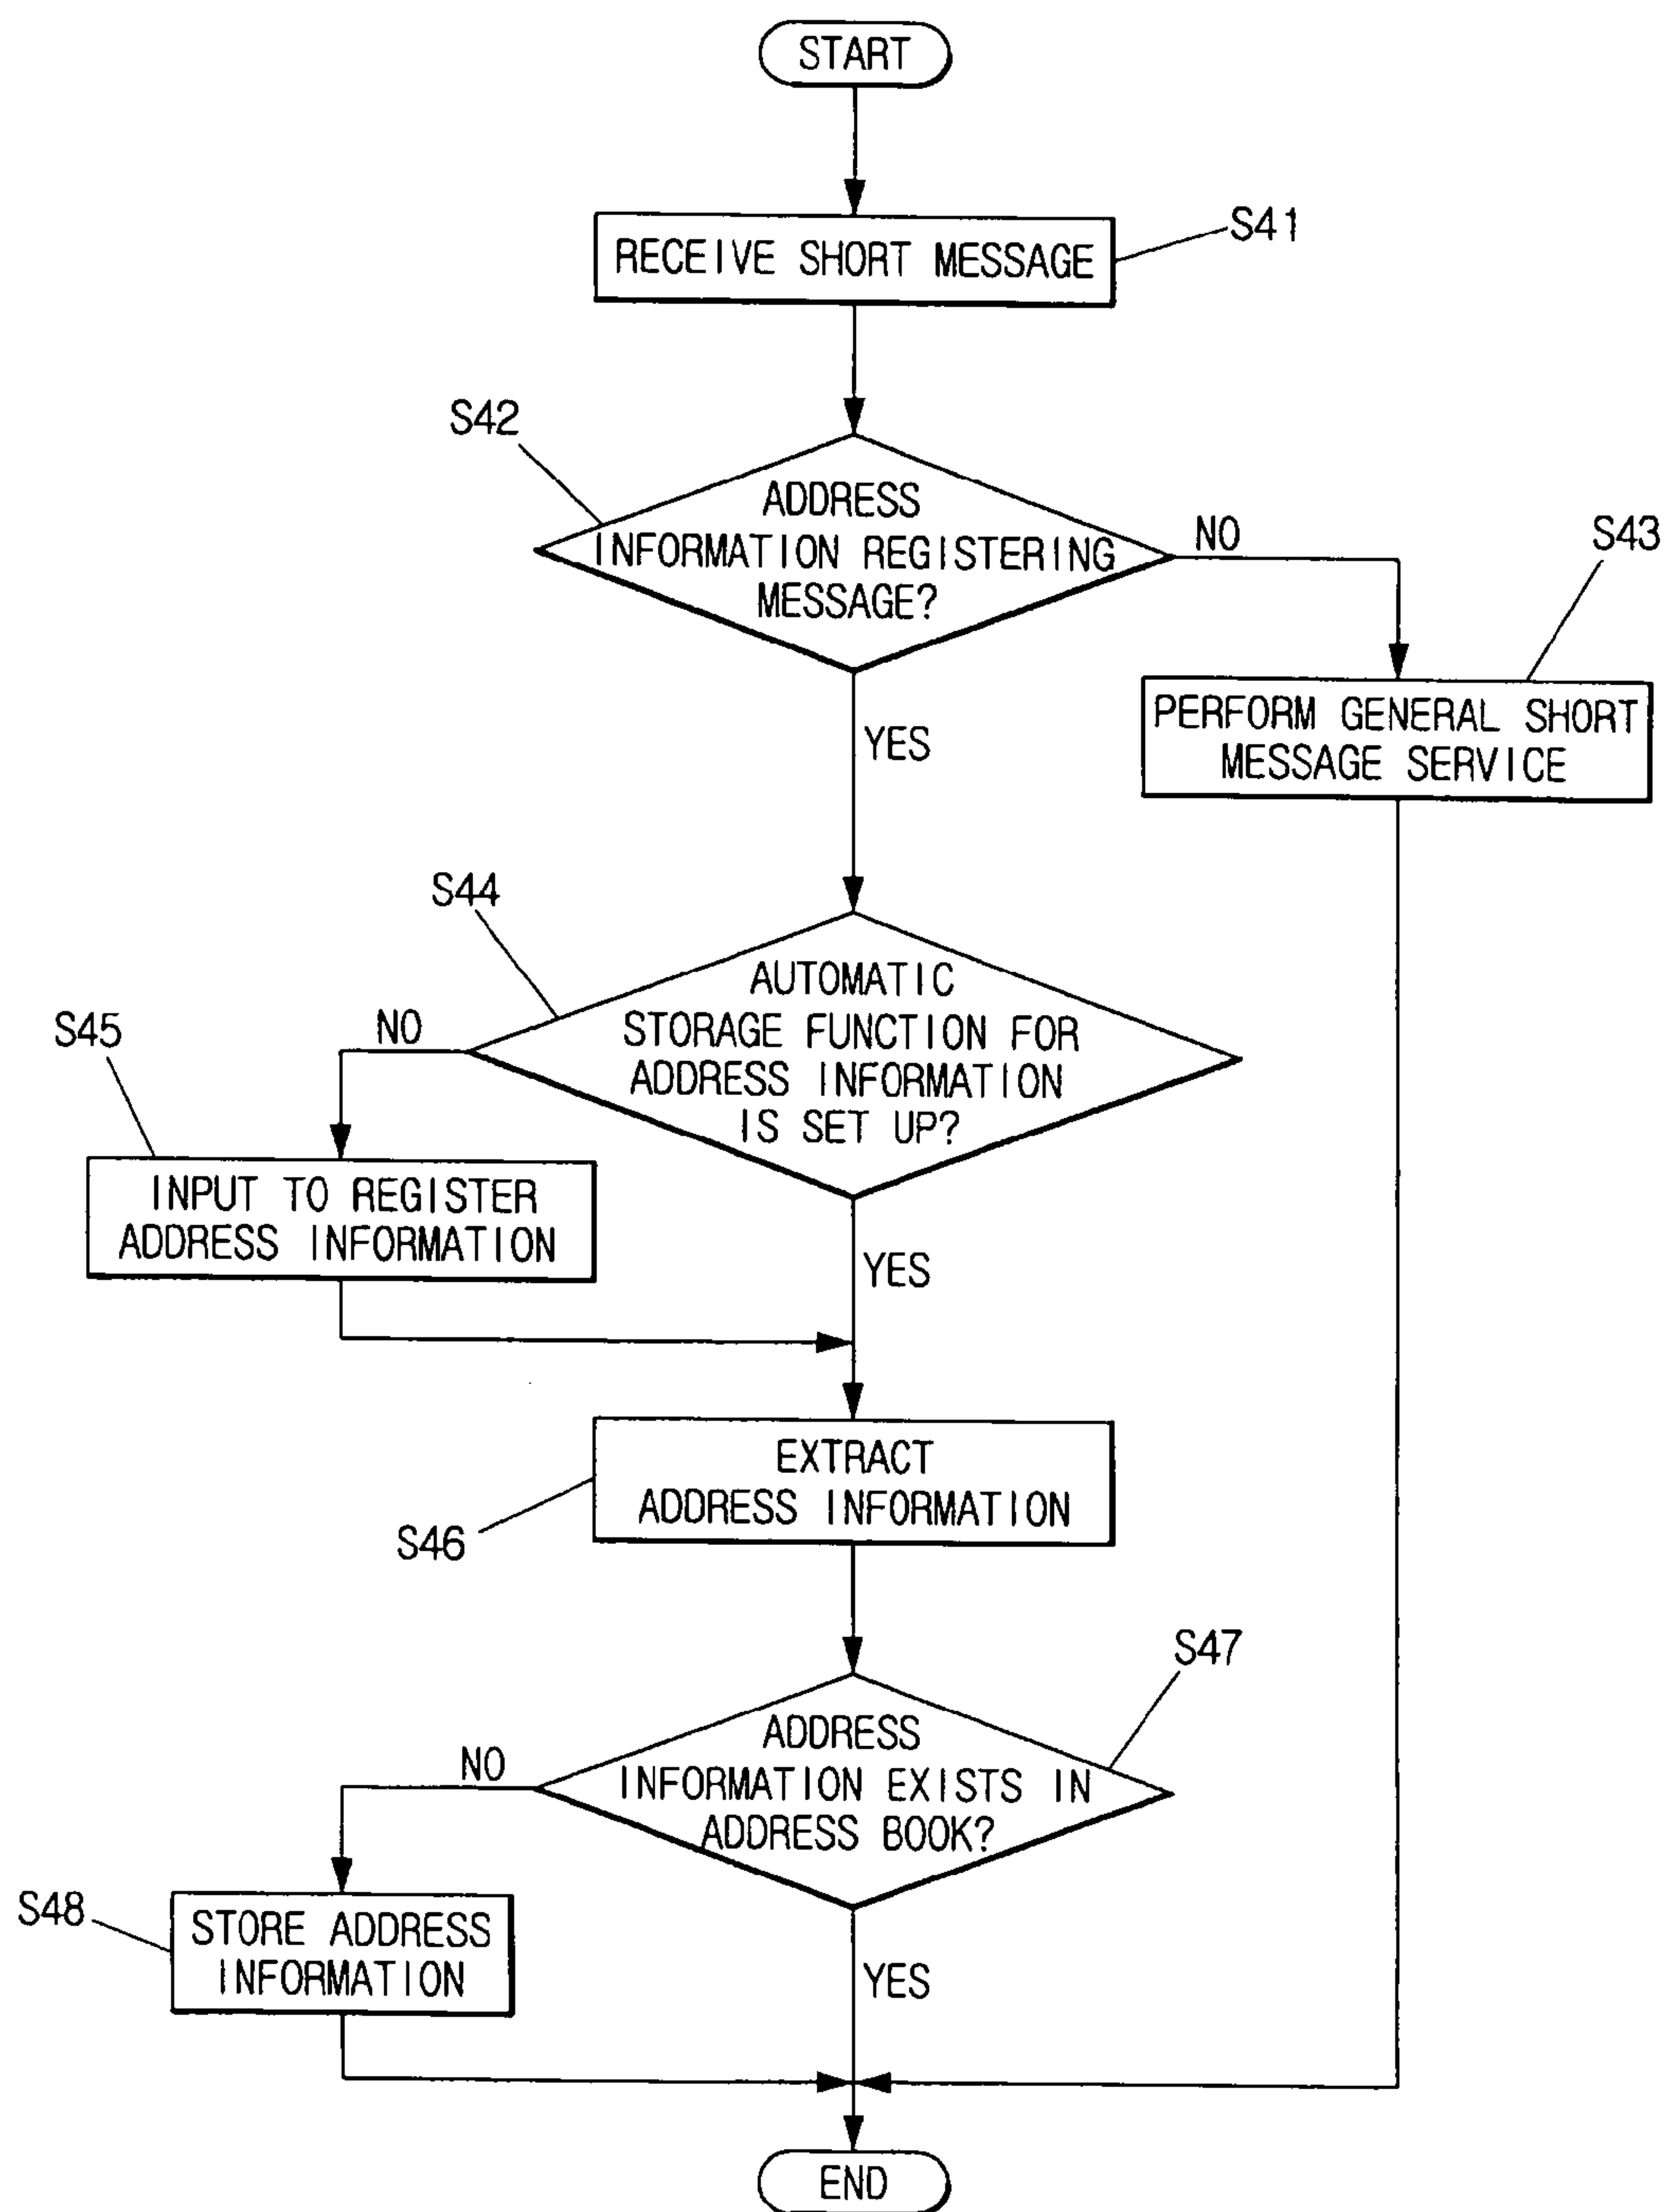 START
RECEIVE SHORT MESSAGE
S41
S42
ADDRESS
INFORMATION REGISTERING
MESSAGE?
NO
S43
PERFORM GENERAL SHORT
MESSAGE SERVICE
YES
S44
AUTOMATIC
STORAGE FUNCTION FOR
ADDRESS INFORMATION
IS SET UP?
NO
S45
INPUT TO REGISTER
ADDRESS INFORMATION
YES
EXTRACT
ADDRESS INFORMATION
S46
S47
ADDRESS
INFORMATION EXISTS IN
ADDRESS BOOK?
NO
S48
STORE ADDRESS
INFORMATION
YES
END